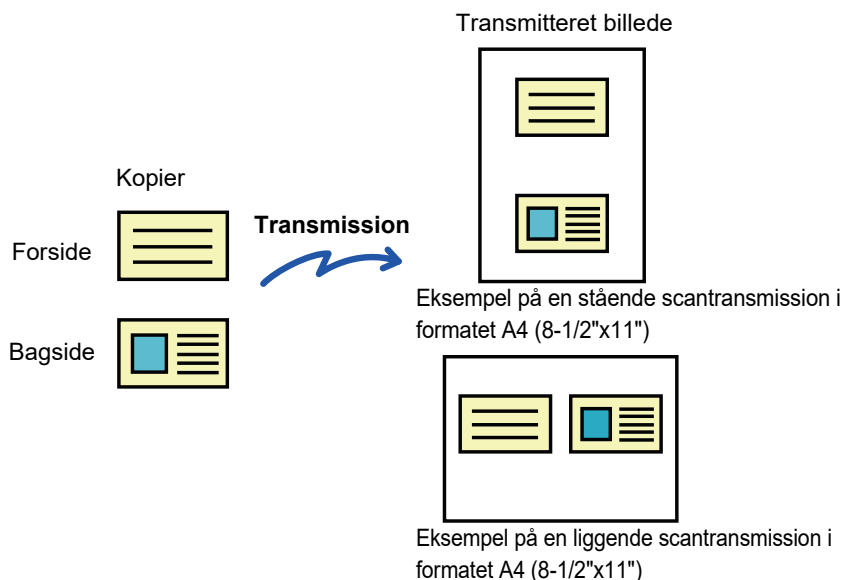 Transmitteret billede
Kopier
Transmission
Forside
Bagside
Eksempel på en stående scantransmission i
formatet A4 (8-1/2"x11")
Eksempel på en liggende scantransmission i
formatet A4 (8-1/2"x11")